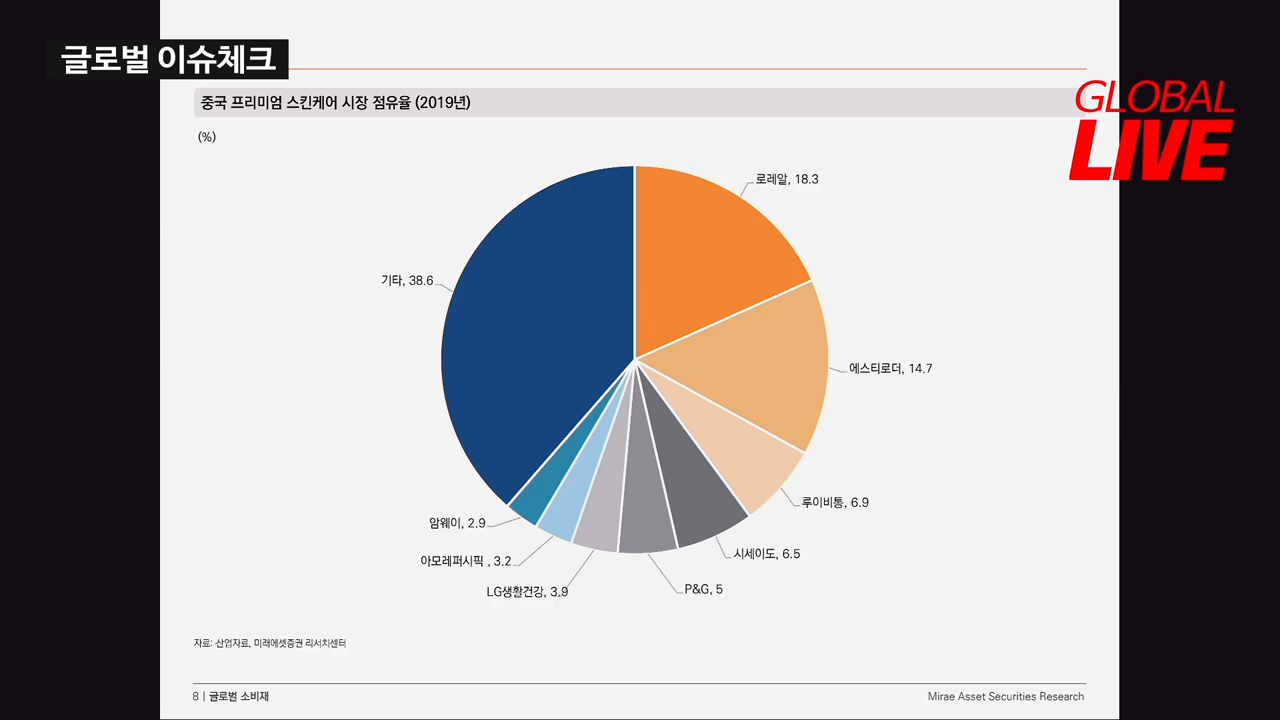 글로벌 이슈체크
GLOBAL
LIVE
중국 프리미엄 스킨케어 시장 점유율 (2019년)
(%)
로레알, 18.3
에스티로더, 14.7
루이비통, 6.9
시세이도, 6.5
P&G, 5
LG생활건강, 3.9
아모레퍼시픽 , 3.2
암웨이, 2.9
기타, 38.6
자료: 산업자료, 미래에셋증권 리서치센터
8 | 글로벌 소비재
Mirae Asset Securities Research